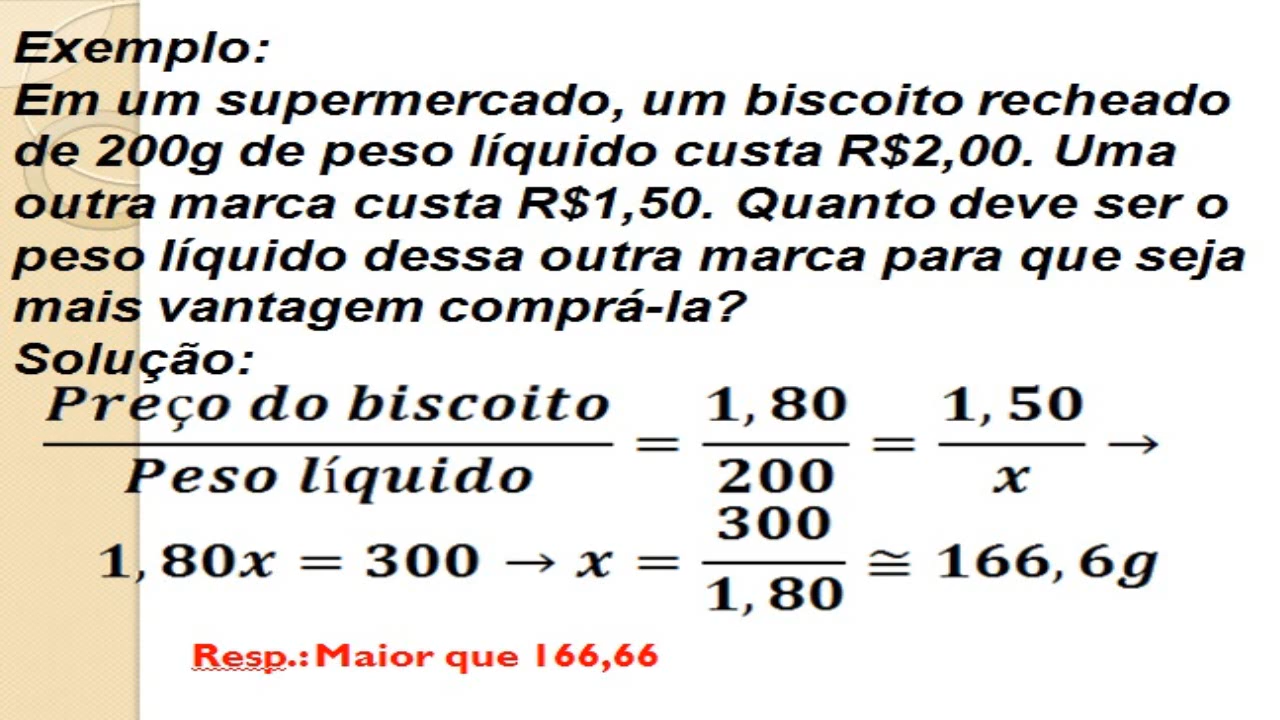 Exemplo:
Em um supermercado, um biscoito recheado
de 200g de peso líquido custa R$2,00. Uma
outra marca custa R$1,50. Quanto deve ser o
peso líquido dessa outra marca para que seja
mais vantagem comprá-la?
Solução:
Preço do biscoito / Peso líquido = 1,80 / 200 = 1,50 / x →
1,80x = 300 → x = 300 / 1,80 ≅ 166,6g
Resp.: Maior que 166,66